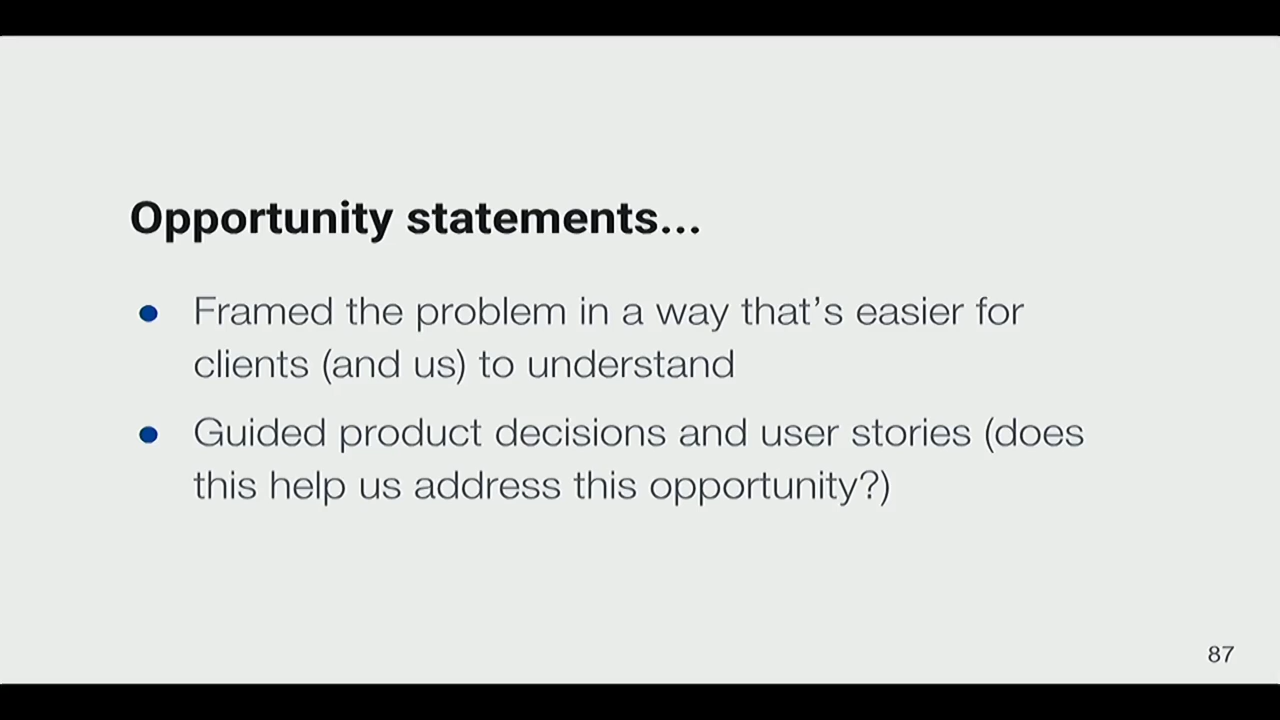 Opportunity statements...
● Framed the problem in a way that's easier for
clients (and us) to understand
● Guided product decisions and user stories (does
this help us address this opportunity?)
87